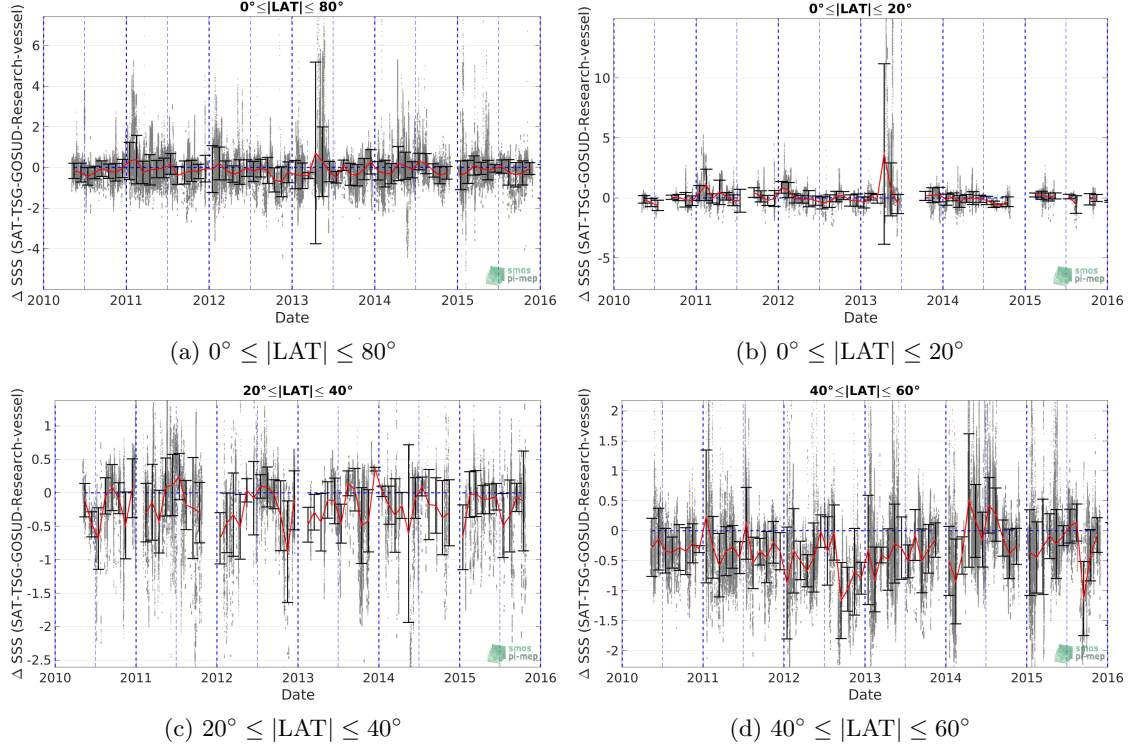 0°≤|LAT|≤ 80°
Δ SSS (SAT-TSG-GOSUD-Research-vessel)
6
4
2
0
-2
-4
2010 2011 2012 2013 2014 2015 2016
Date
smos
pi-mep
(a) 0° ≤ |LAT| ≤ 80°
0°≤|LAT|≤ 20°
Δ SSS (SAT-TSG-GOSUD-Research-vessel)
10
5
0
-5
2010 2011 2012 2013 2014 2015 2016
Date
smos
pi-mep
(b) 0° ≤ |LAT| ≤ 20°
20°≤|LAT|≤ 40°
Δ SSS (SAT-TSG-GOSUD-Research-vessel)
1
0.5
0
-0.5
-1
-1.5
-2
-2.5
2010 2011 2012 2013 2014 2015 2016
Date
smos
pi-mep
(c) 20° ≤ |LAT| ≤ 40°
40°≤|LAT|≤ 60°
Δ SSS (SAT-TSG-GOSUD-Research-vessel)
2
1.5
1
0.5
0
-0.5
-1
-1.5
-2
2010 2011 2012 2013 2014 2015 2016
Date
smos
pi-mep
(d) 40° ≤ |LAT| ≤ 60°